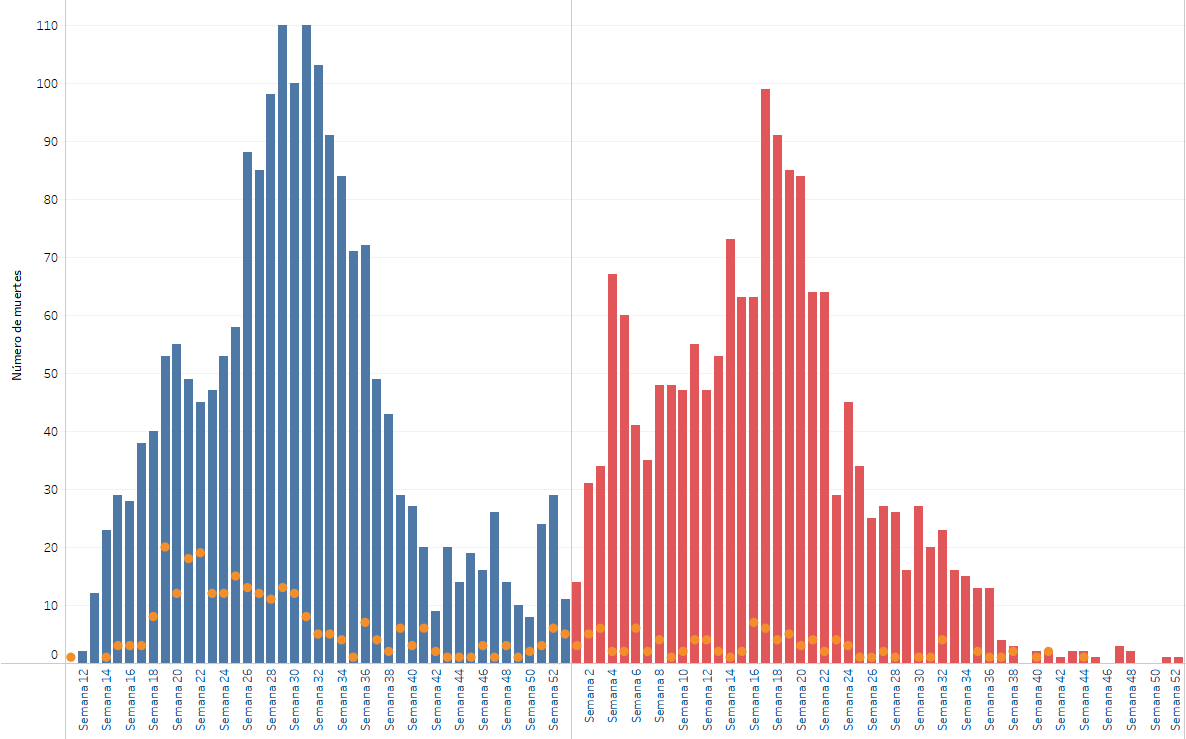 110
100
90
80
70
60
50
40
30
20
10
0
Número de muertes
Semana 12
Semana 14
Semana 16
Semana 18
Semana 20
Semana 22
Semana 24
Semana 26
Semana 28
Semana 30
Semana 32
Semana 34
Semana 36
Semana 38
Semana 40
Semana 42
Semana 44
Semana 46
Semana 48
Semana 50
Semana 52
Semana 2
Semana 4
Semana 6
Semana 8
Semana 10
Semana 12
Semana 14
Semana 16
Semana 18
Semana 20
Semana 22
Semana 24
Semana 26
Semana 28
Semana 30
Semana 32
Semana 34
Semana 36
Semana 38
Semana 40
Semana 42
Semana 44
Semana 46
Semana 48
Semana 50
Semana 52